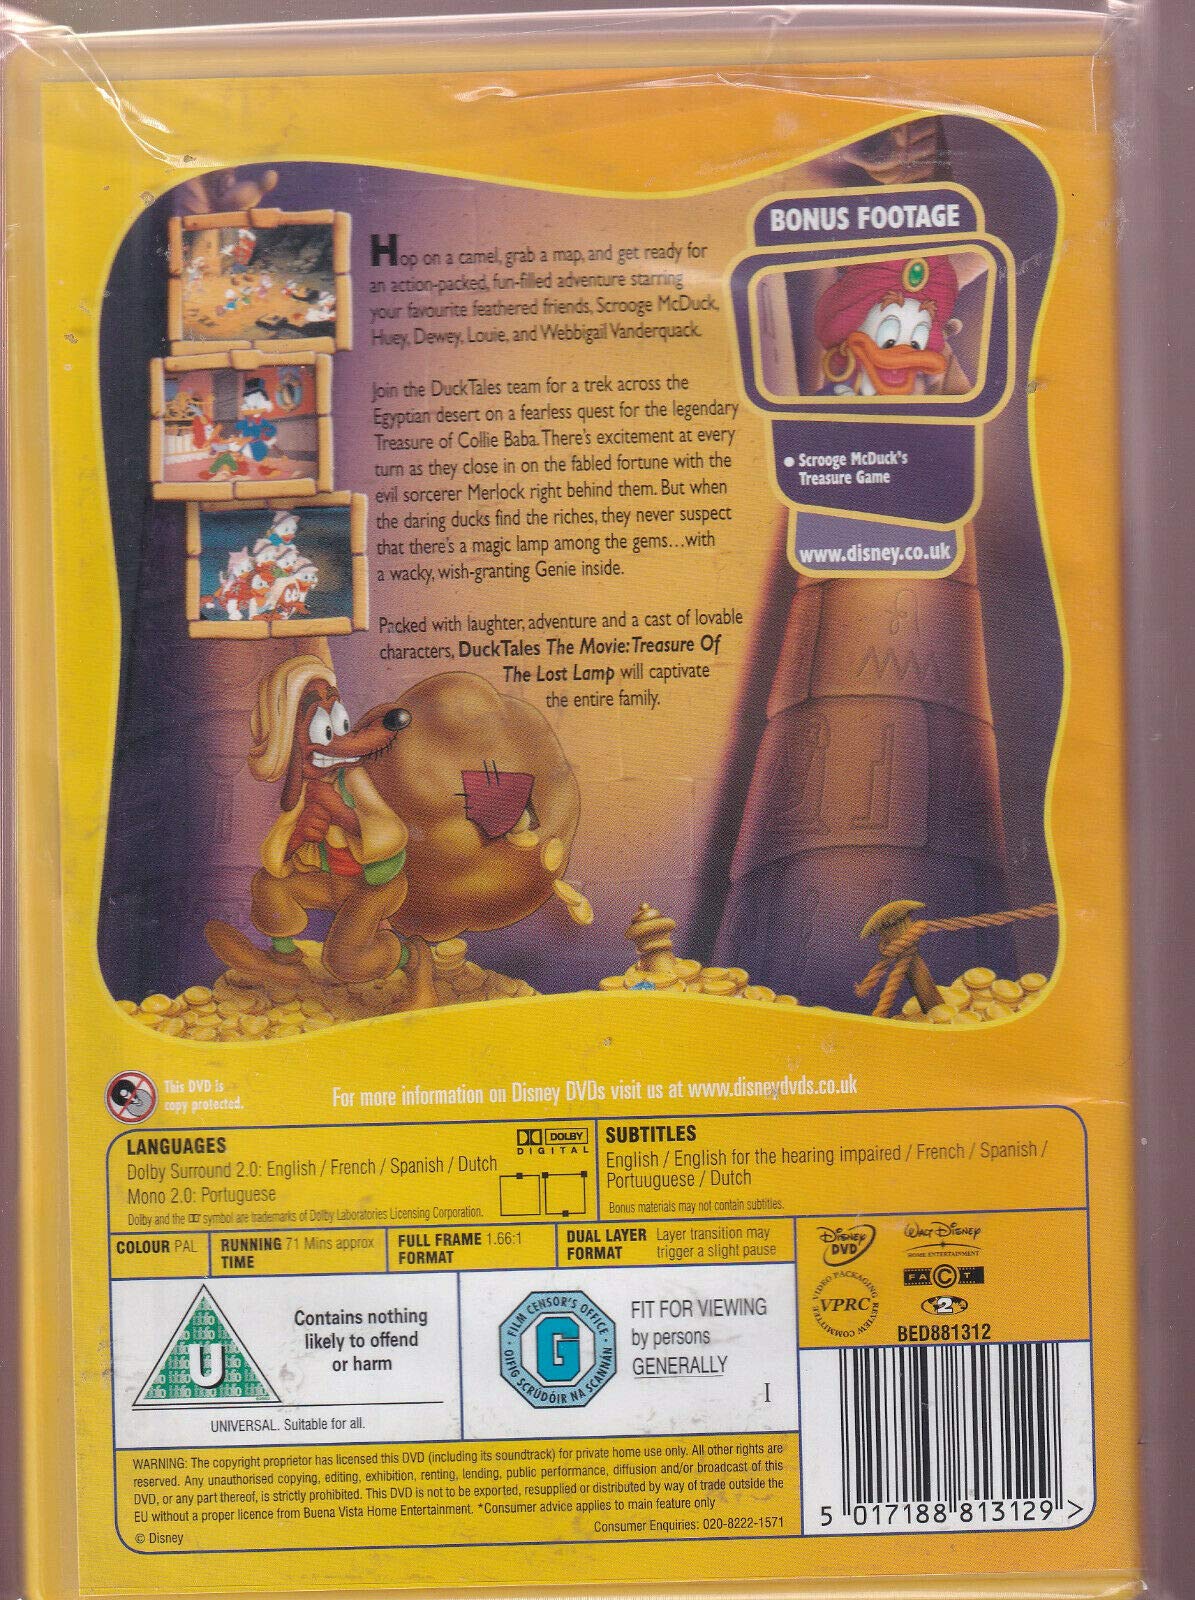 BONUS FOOTAGE
Hop on a camel, grab a map, and get ready for
an action-packed, fun-filled adventure starring
your favourite feathered friends, Scrooge McDuck,
Huey, Dewey, Louie, and Webbigail Vanderquack.
Join the DuckTales team for a trek across the
Egyptian desert on a fearless quest for the legendary
Treasure of Collie Baba. There's excitement at every
turn as they close in on the fabled fortune with the
evil sorcerer Merlock right behind them. But when
the daring ducks find the riches, they never suspect
that there's a magic lamp among the gems...with
a wacky, wish-granting Genie inside.
Packed with laughter, adventure and a cast of lovable
characters, DuckTales The Movie: Treasure Of
The Lost Lamp will captivate
the entire family.
● Scrooge McDuck's
Treasure Game
www.disney.co.uk
This DVD is
copy protected.
For more information on Disney DVDs visit us at www.disneydvds.co.uk
LANGUAGES
Dolby Surround 2.0: English / French / Spanish / Dutch
Mono 2.0: Portuguese
Dolby and the DD symbol are trademarks of Dolby Laboratories Licensing Corporation.
DOLBY
DIGITAL
SUBTITLES
English / English for the hearing impaired / French / Spanish /
Portuuguese / Dutch
Bonus materials may not contain subtitles.
COLOUR PAL
RUNNING 71 Mins approx
TIME
FULL FRAME 1.66:1
FORMAT
DUAL LAYER Layer transition may
FORMAT trigger a slight pause
DISNEY
DVD
WALT DISNEY
HOME ENTERTAINMENT
FACT
VIDEO PACKAGING REVIEW COMMITTEE
VPRC
2
BED881312
U
Contains nothing
likely to offend
or harm
UNIVERSAL. Suitable for all.
FILM CENSOR'S OFFICE
G
OIFIG SCRÚDÓIR NA SCANNÁN
FIT FOR VIEWING
by persons
GENERALLY
I
WARNING: The copyright proprietor has licensed this DVD (including its soundtrack) for private home use only. All other rights are
reserved. Any unauthorised copying, editing, exhibition, renting, lending, public performance, diffusion and/or broadcast of this
DVD, or any part thereof, is strictly prohibited. This DVD is not to be exported, resupplied or distributed by way of trade outside the
EU without a proper licence from Buena Vista Home Entertainment. *Consumer advice applies to main feature only
Consumer Enquiries: 020-8222-1571
© Disney
5 017188 813129 >